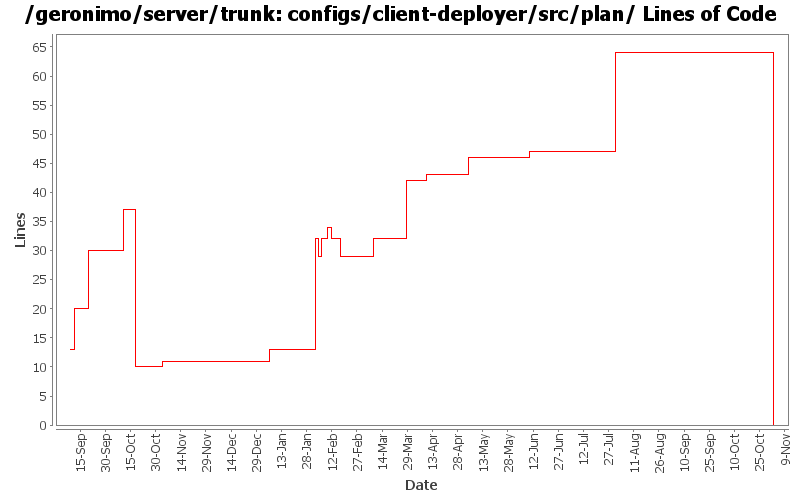 /geronimo/server/trunk: configs/client-deployer/src/plan/ Lines of Code
65
60
55
50
45
40
35
30
25
20
15
10
5
0
Lines
15-Sep
30-Sep
15-Oct
30-Oct
14-Nov
29-Nov
14-Dec
29-Dec
13-Jan
28-Jan
12-Feb
27-Feb
14-Mar
29-Mar
13-Apr
28-Apr
13-May
28-May
12-Jun
27-Jun
12-Jul
27-Jul
11-Aug
26-Aug
10-Sep
25-Sep
10-Oct
25-Oct
9-Nov
Date